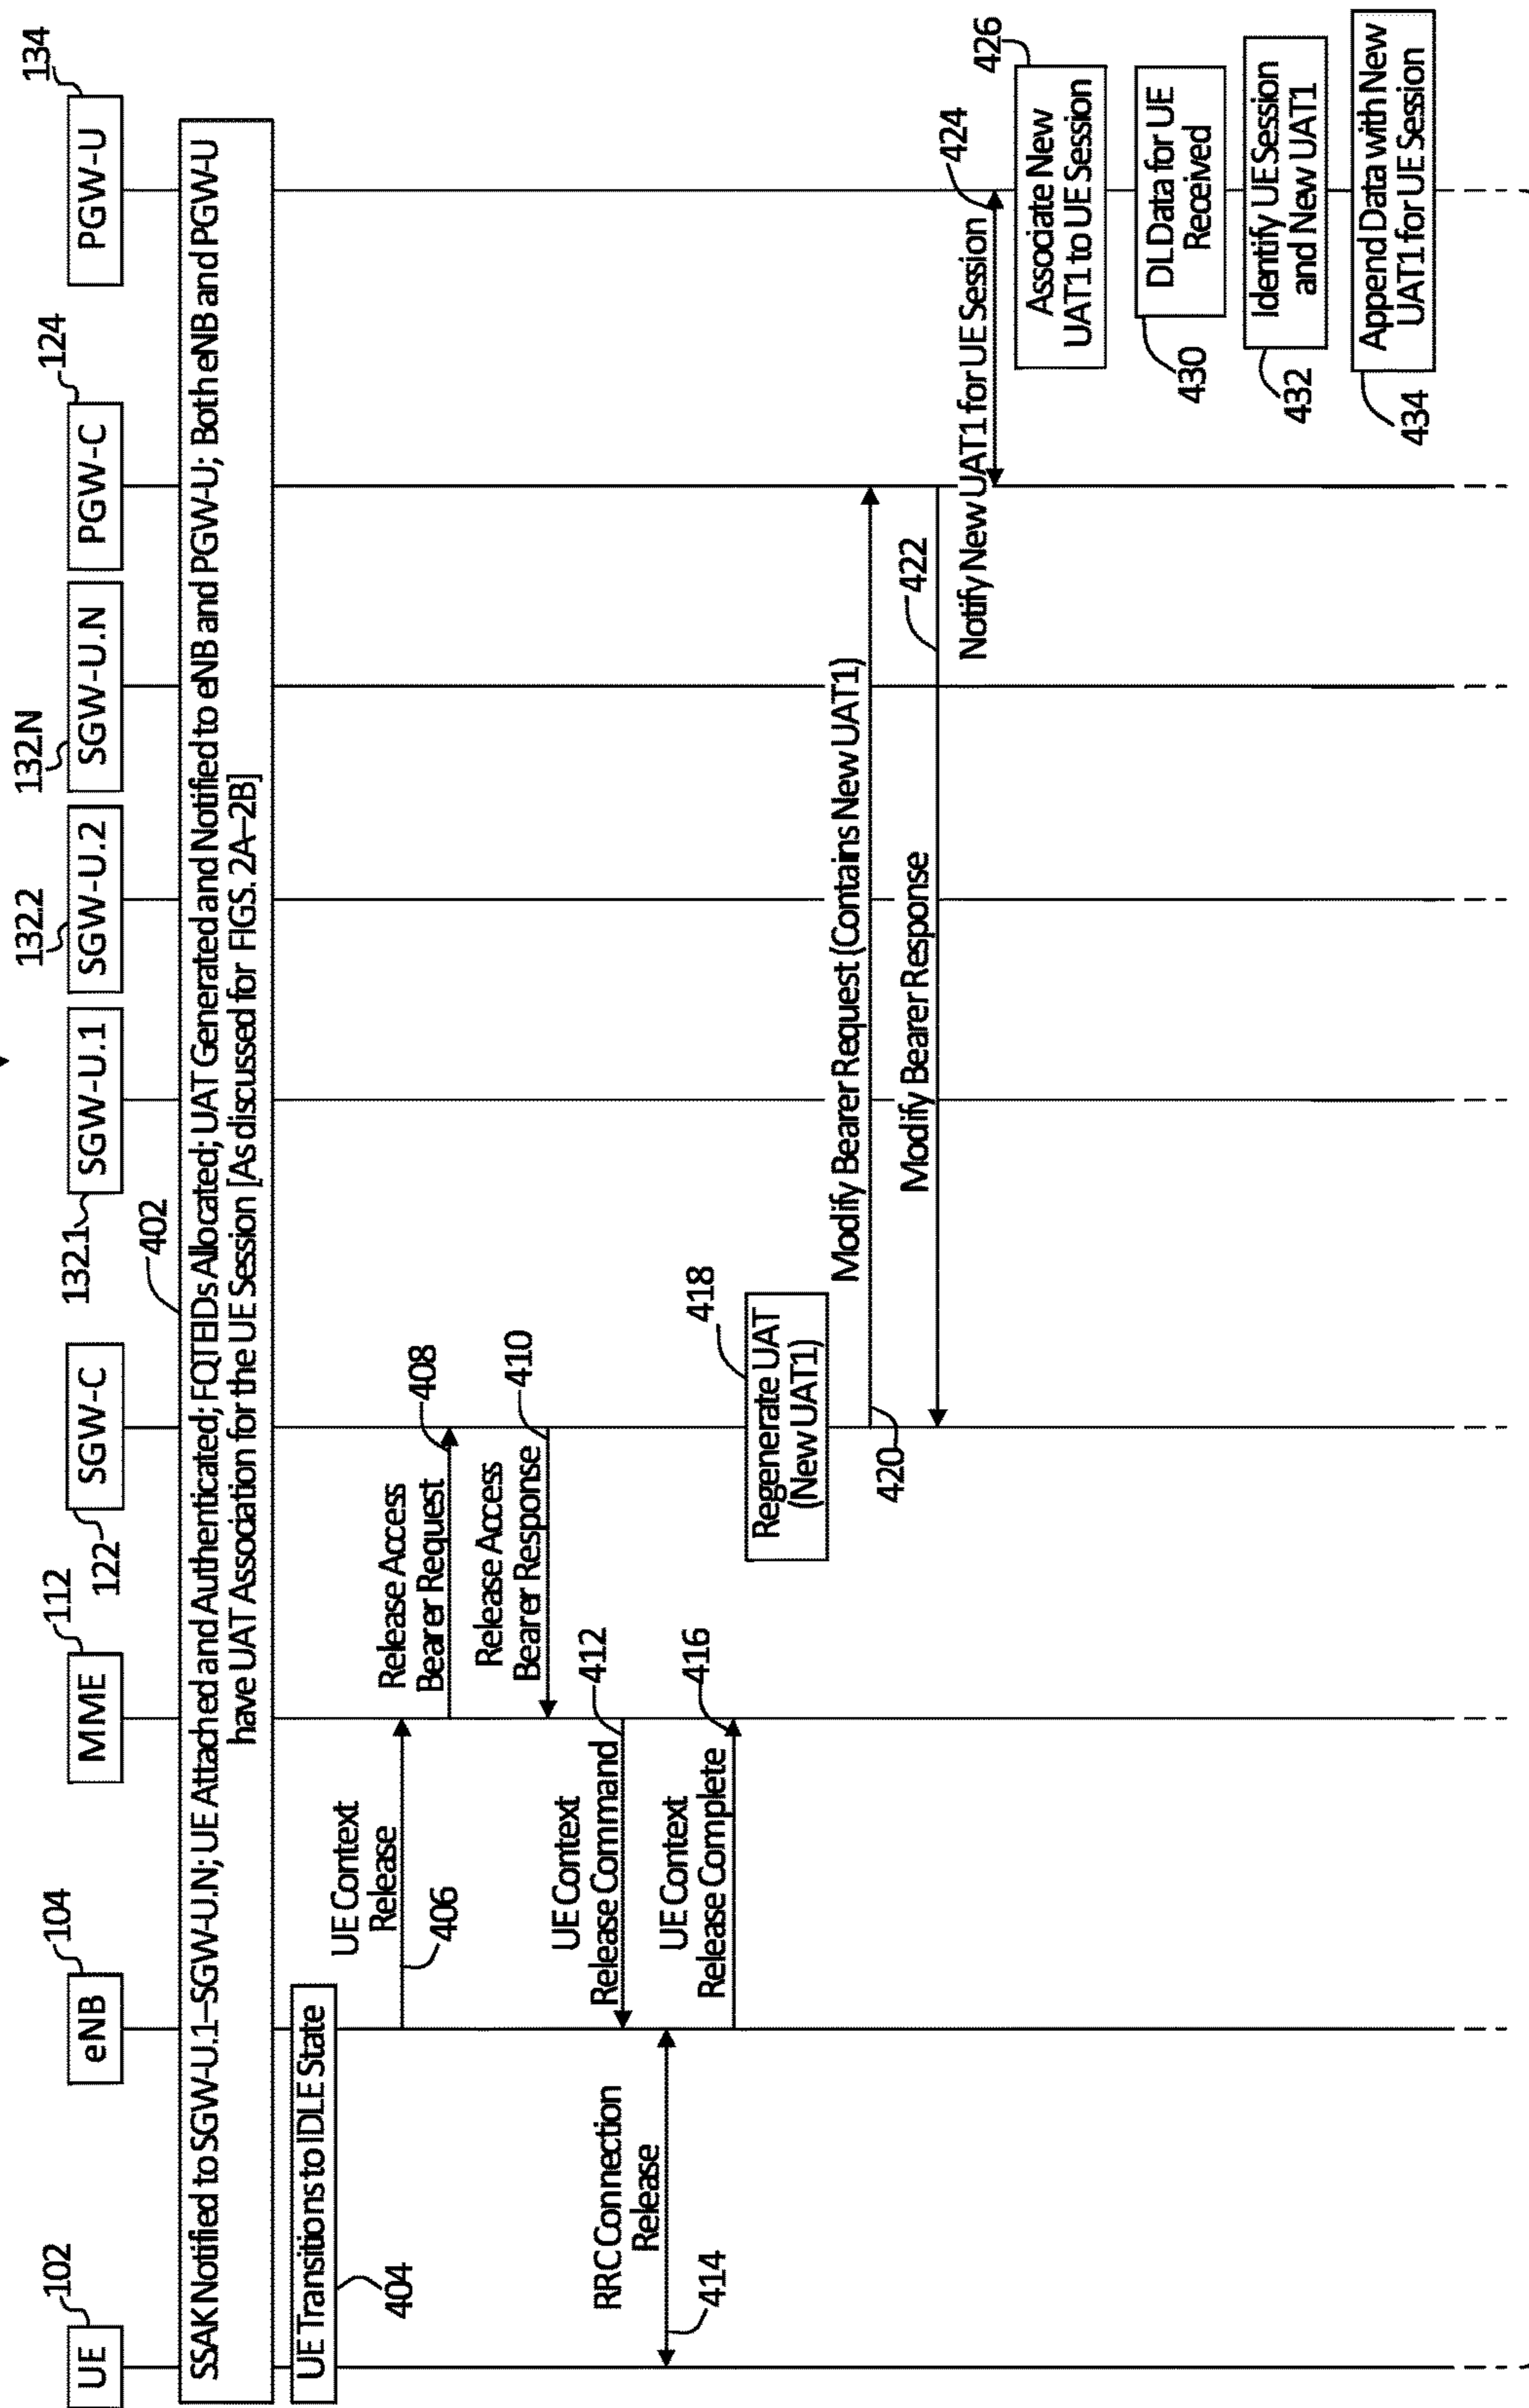 102
104
112
132.1
132.2
132.N
124
134
UE
eNB
MME
122
SGW-C
SGW-U.1
SGW-U.2
SGW-U.N
PGW-C
PGW-U
402
SSAK Notified to SGW-U.1–SGW-U.N; UE Attached and Authenticated; FQTEIDs Allocated; UAT Generated and Notified to eNB and PGW-U; Both eNB and PGW-U
have UAT Association for the UE Session [As discussed for FIGS. 2A–2B]
UE Transitions to IDLE State
404
UE Context
Release
406
Release Access
Bearer Request
408
Release Access
Bearer Response
410
UE Context
Release Command
412
RRC Connection
Release
414
UE Context
Release Complete
416
418
Regenerate UAT
(New UAT1)
Modify Bearer Request (Contains New UAT1)
420
Modify Bearer Response
422
Notify New UAT1 for UE Session
424
426
Associate New
UAT1 to UE Session
DL Data for UE
Received
430
Identify UE Session
and New UAT1
432
Append Data with New
UAT1 for UE Session
434